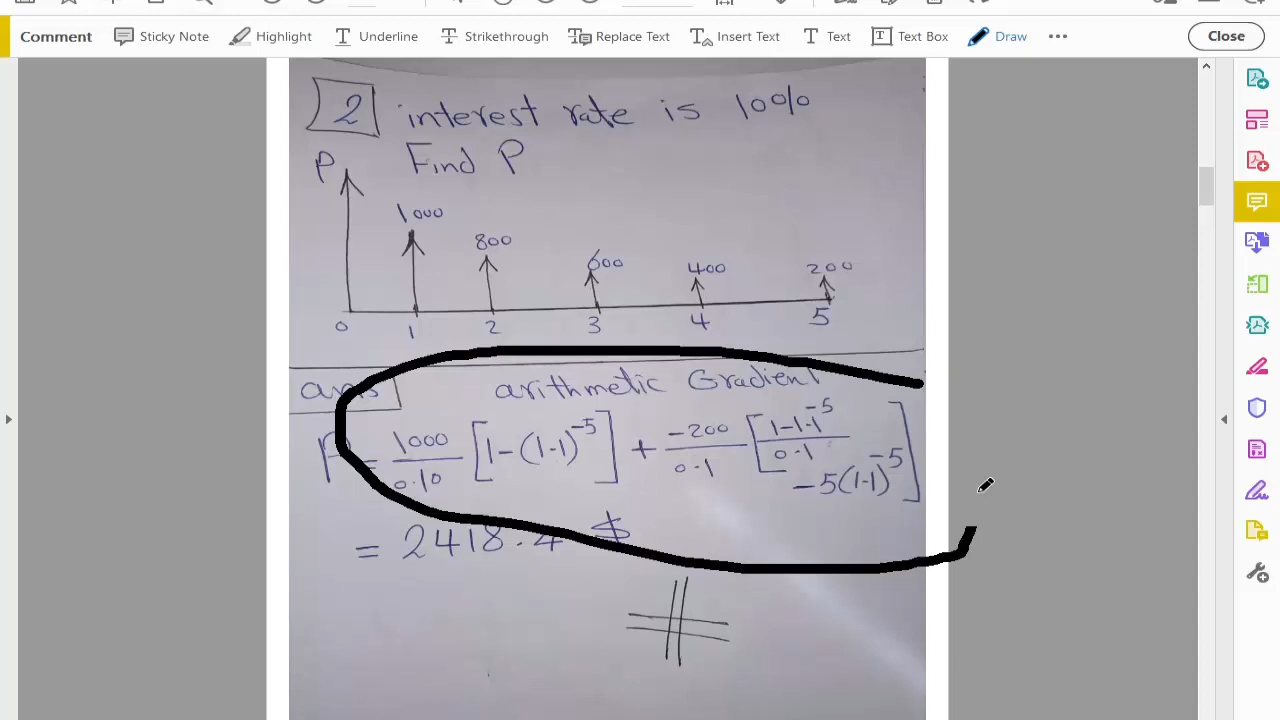 Comment Sticky Note Highlight Underline Strikethrough Replace Text Insert Text Text Text Box Draw Close
2 interest rate is 10%
Find P
P
1000
800
600
400
200
0 1 2 3 4 5
ans arithmetic Gradient
P = 1000/0.10 [1-(1.1)^-5] + -200/0.1 [1-1.1^-5/0.1 -5(1.1)^-5]
= 2418.4 $